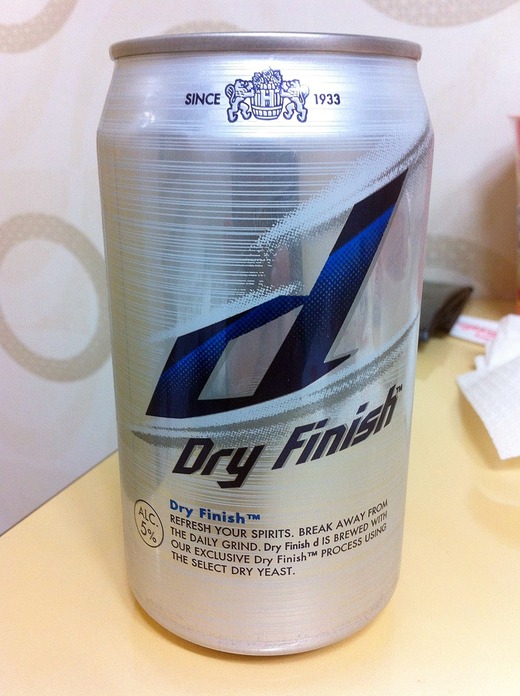 SINCE 1933
H
d
Dry Finish™
Dry Finish™
ALC.
5%
REFRESH YOUR SPIRITS. BREAK AWAY FROM
THE DAILY GRIND. Dry Finish d IS BREWED WITH
OUR EXCLUSIVE Dry Finish™ PROCESS USING
THE SELECT DRY YEAST.